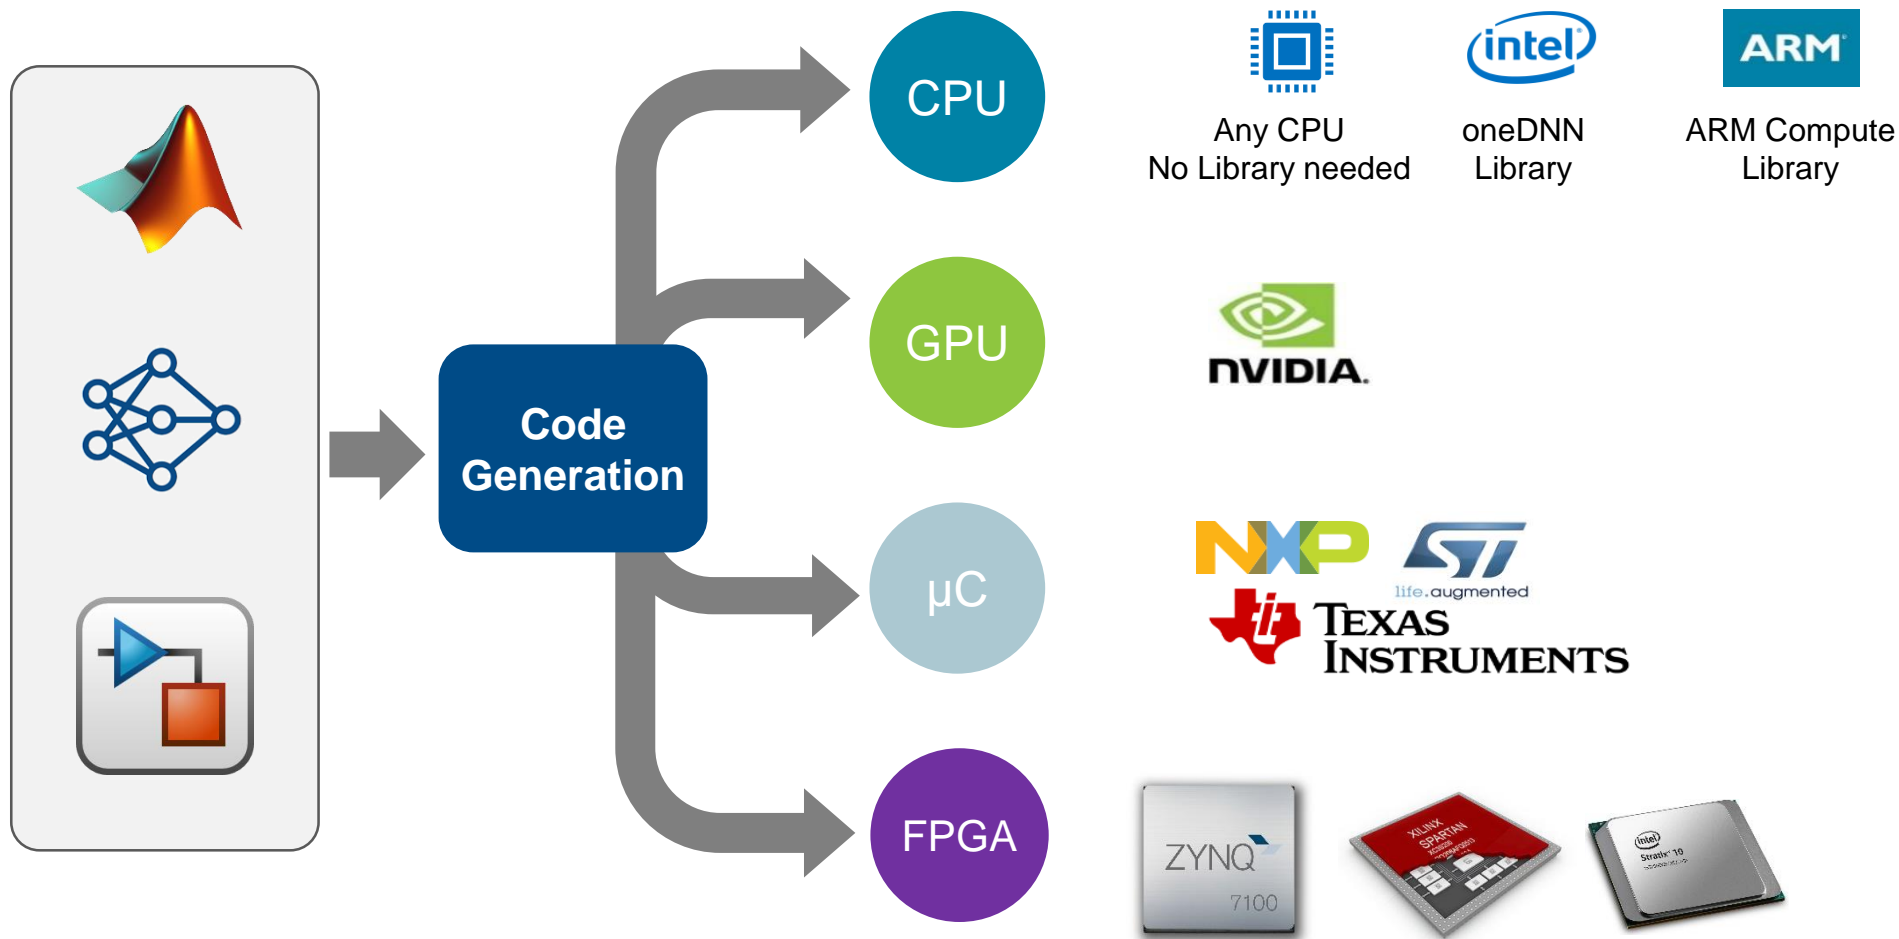 CPU
intel
ARM
Any CPU
No Library needed
oneDNN
Library
ARM Compute
Library
GPU
NVIDIA.
Code
Generation
µC
NXP
ST
life.augmented
TEXAS
INSTRUMENTS
FPGA
ZYNQ
7100
XILINX
SPARTAN
intel
Stratix 10